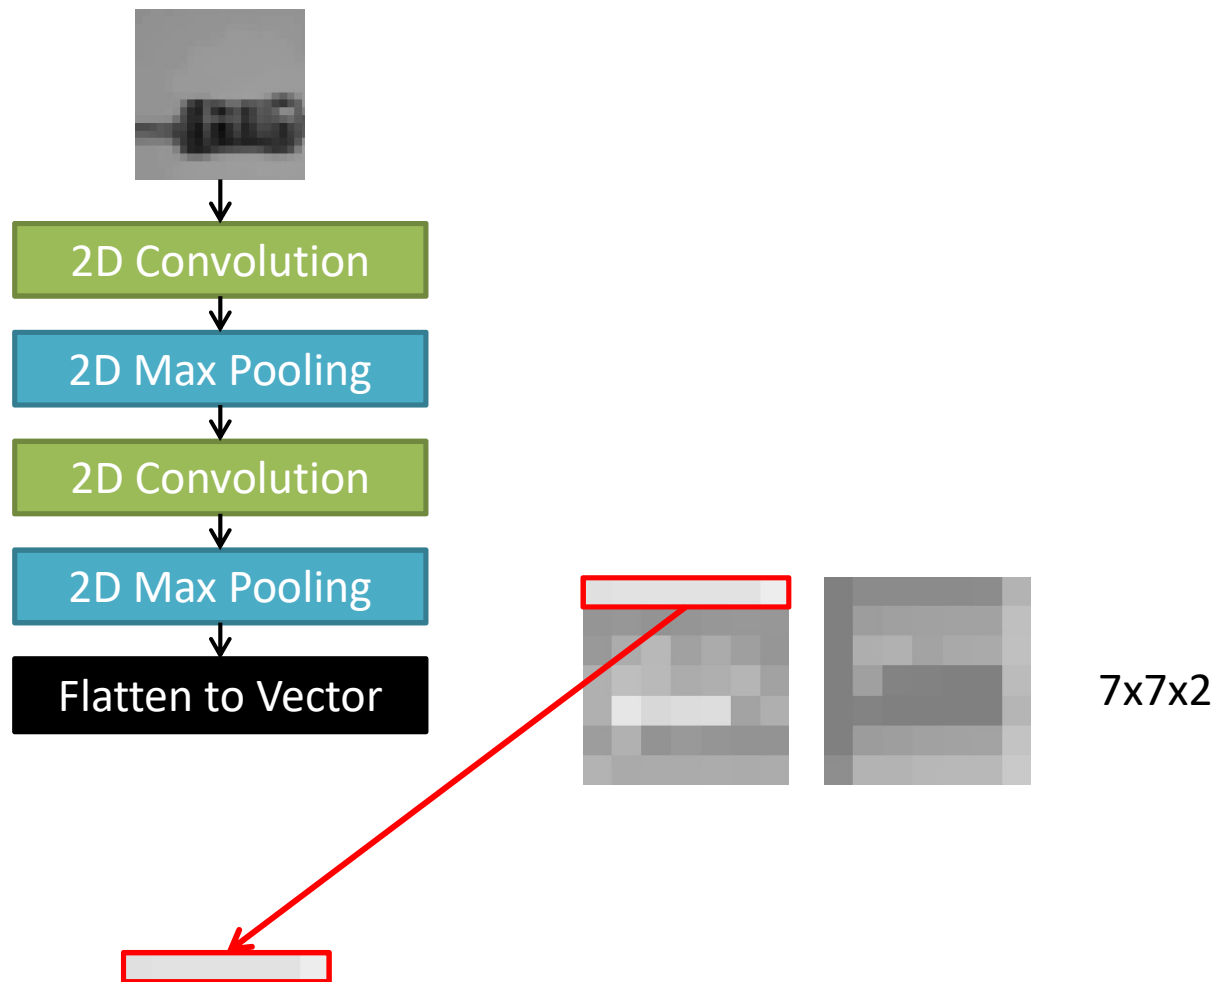 2D Convolution
2D Max Pooling
2D Convolution
2D Max Pooling
Flatten to Vector
7x7x2